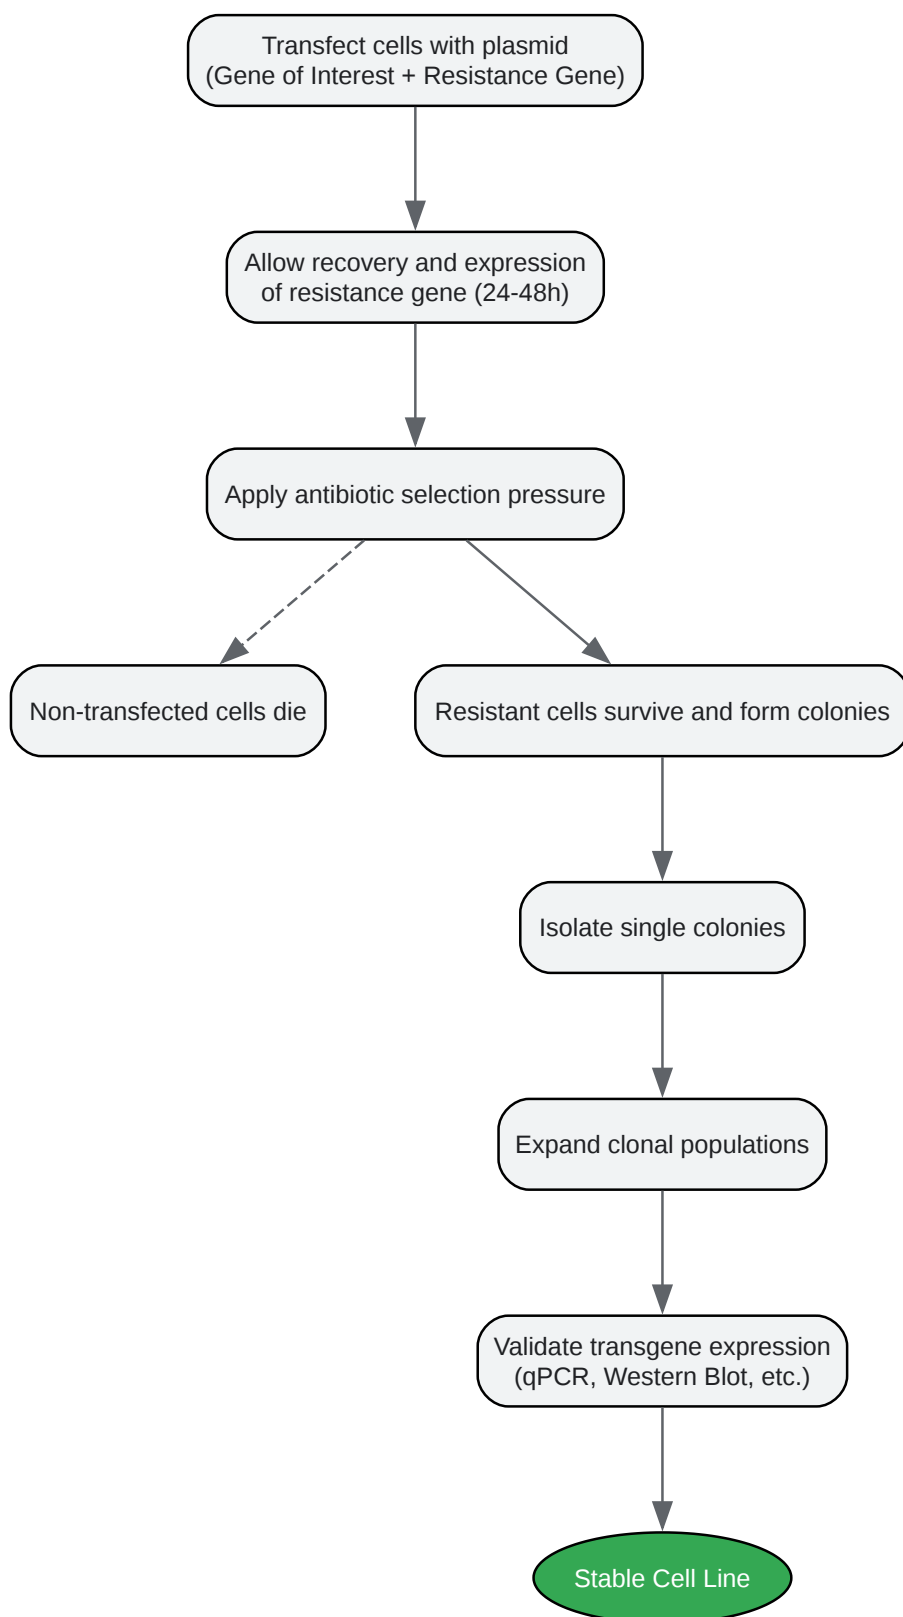 Transfect cells with plasmid
(Gene of Interest + Resistance Gene)
Allow recovery and expression
of resistance gene (24-48h)
Apply antibiotic selection pressure
Non-transfected cells die
Resistant cells survive and form colonies
Isolate single colonies
Expand clonal populations
Validate transgene expression
(qPCR, Western Blot, etc.)
Stable Cell Line